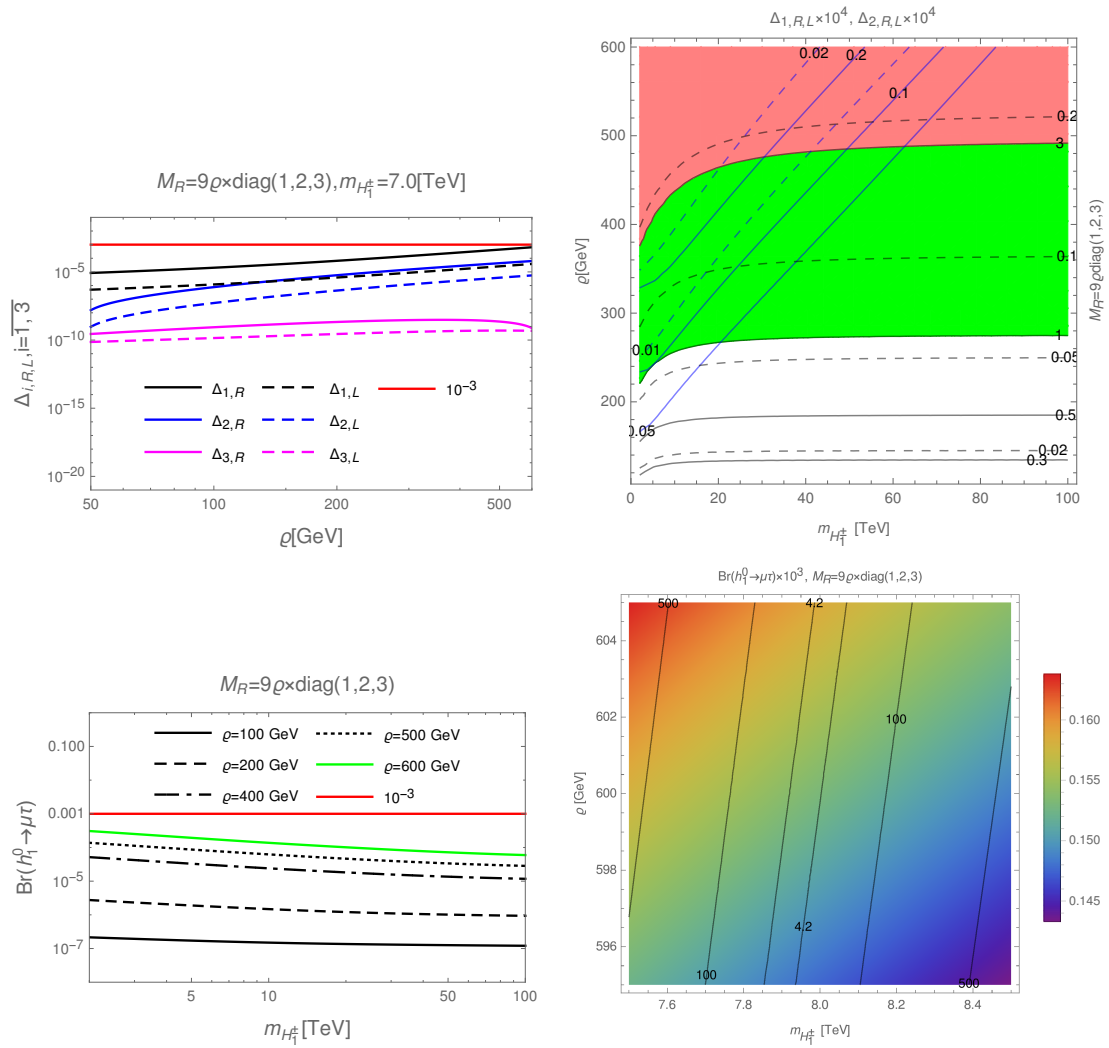 M_R=9ϱ×diag(1,2,3),m_{H_1^±}=7.0[TeV]
Δ_{i,R,L},i=\overline{1,3}
10^{-5}
10^{-10}
10^{-15}
10^{-20}
Δ_{1,R} Δ_{1,L} 10^{-3}
Δ_{2,R} Δ_{2,L}
Δ_{3,R} Δ_{3,L}
50 100 200 500
ϱ[GeV]
Δ_{1,R,L}×10^4, Δ_{2,R,L}×10^4
ϱ[GeV]
600
500
400
300
200
0.02
0.2
0.1
0.2
3
0.1
0.01
1
0.05
0.05
0.5
0.02
0.3
0 20 40 60 80 100
m_{H_1^±} [TeV]
M_R=9ϱdiag(1,2,3)
M_R=9ϱ×diag(1,2,3)
Br(h_1^0→μτ)
0.100
0.001
10^{-5}
10^{-7}
ϱ=100 GeV ϱ=500 GeV
ϱ=200 GeV ϱ=600 GeV
ϱ=400 GeV 10^{-3}
5 10 50 100
m_{H_1^±} [TeV]
Br(h_1^0→μτ)×10^3, M_R=9ϱ×diag(1,2,3)
ϱ [GeV]
604
602
600
598
596
500
4.2
100
4.2
100
500
7.6 7.8 8.0 8.2 8.4
m_{H_1^±} [TeV]
0.160
0.155
0.150
0.145